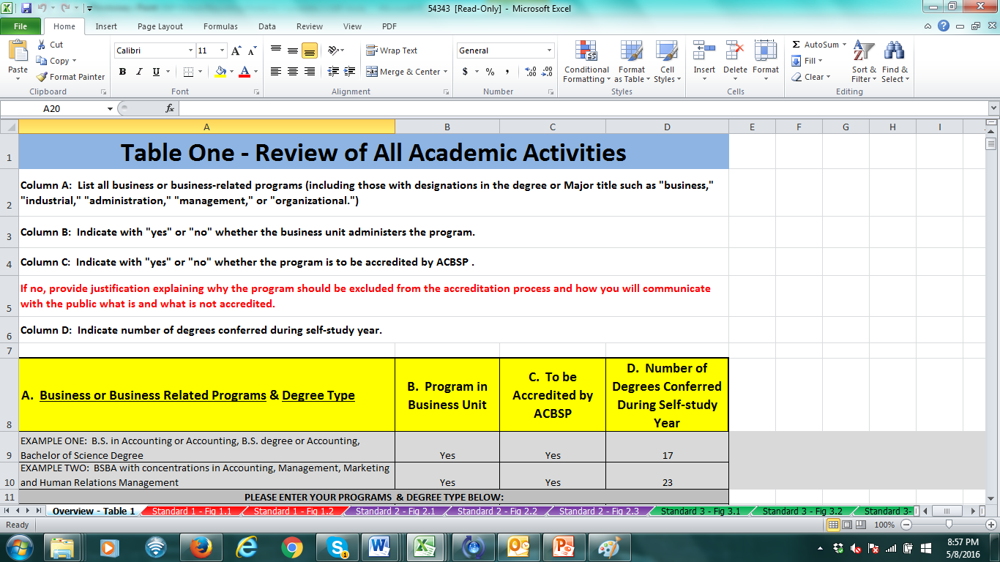 54343 [Read-Only] - Microsoft Excel
File Home Insert Page Layout Formulas Data Review View PDF
Paste
Cut
Copy
Format Painter
Clipboard
Calibri 11 A A
B I U A
Font
Wrap Text
Merge & Center
Alignment
General
$ % , .00 .0
Number
Conditional Formatting
Format as Table
Cell Styles
Styles
Insert Delete Format
Cells
Σ AutoSum
Fill
Clear
Sort & Filter
Find & Select
Editing
A20 fx
A B C D E F G H I
1 Table One - Review of All Academic Activities
2 Column A: List all business or business-related programs (including those with designations in the degree or Major title such as "business,"
"industrial," "administration," "management," or "organizational.")
3 Column B: Indicate with "yes" or "no" whether the business unit administers the program.
4 Column C: Indicate with "yes" or "no" whether the program is to be accredited by ACBSP .
5 If no, provide justification explaining why the program should be excluded from the accreditation process and how you will communicate
with the public what is and what is not accredited.
6 Column D: Indicate number of degrees conferred during self-study year.
7
8 A. Business or Business Related Programs & Degree Type
B. Program in
Business Unit
C. To be
Accredited by
ACBSP
D. Number of
Degrees Conferred
During Self-study
Year
9 EXAMPLE ONE: B.S. in Accounting or Accounting, B.S. degree or Accounting,
Bachelor of Science Degree Yes Yes 17
10 EXAMPLE TWO: BSBA with concentrations in Accounting, Management, Marketing
and Human Relations Management Yes Yes 23
11 PLEASE ENTER YOUR PROGRAMS & DEGREE TYPE BELOW:
Overview - Table 1 Standard 1 - Fig 1.1 Standard 1 - Fig 1.2 Standard 2 - Fig 2.1 Standard 2 - Fig 2.2 Standard 2 - Fig 2.3 Standard 3 - Fig 3.1 Standard 3 - Fig 3.2 Standard 3-
Ready 100%
8:57 PM
5/8/2016